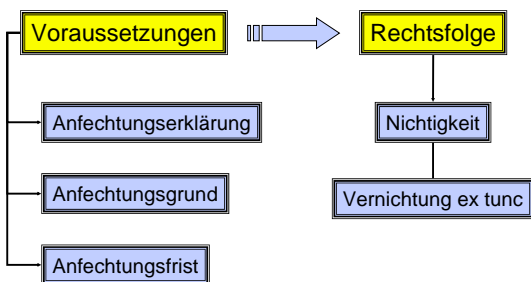 Voraussetzungen
Rechtsfolge
Anfechtungserklärung
Nichtigkeit
Anfechtungsgrund
Vernichtung ex tunc
Anfechtungsfrist